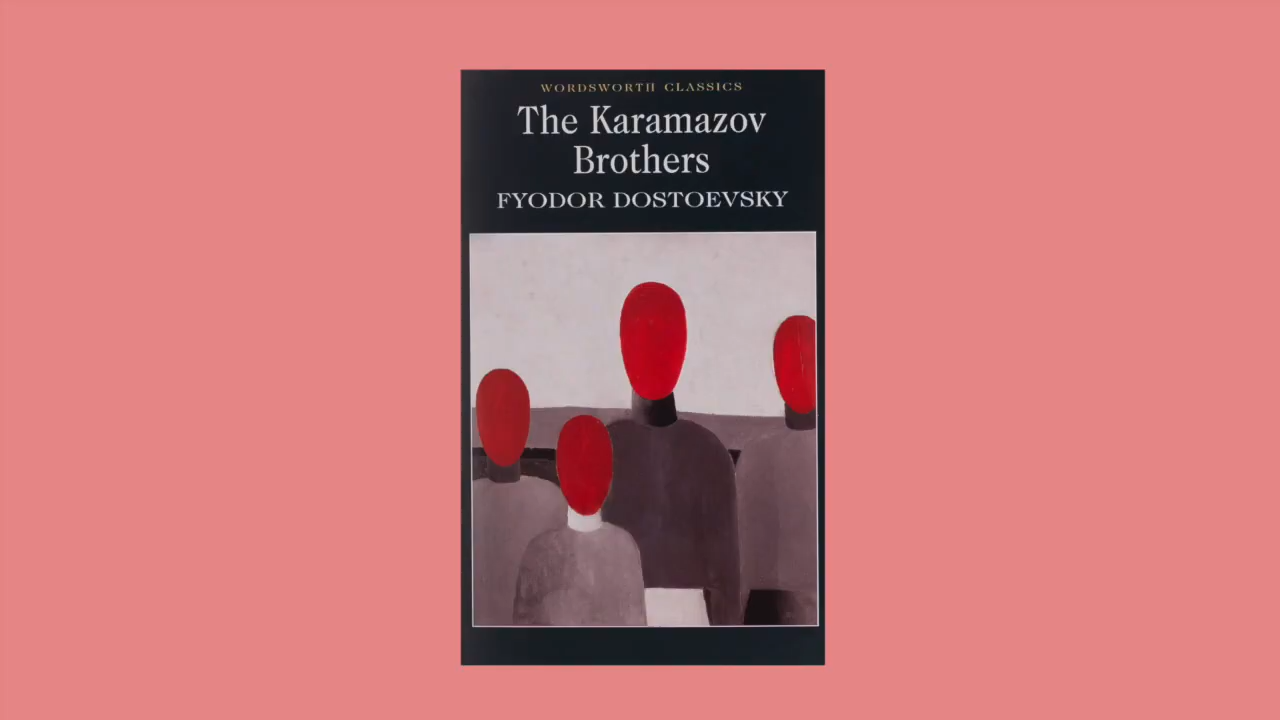 WORDSWORTH CLASSICS
The Karamazov
Brothers
FYODOR DOSTOEVSKY